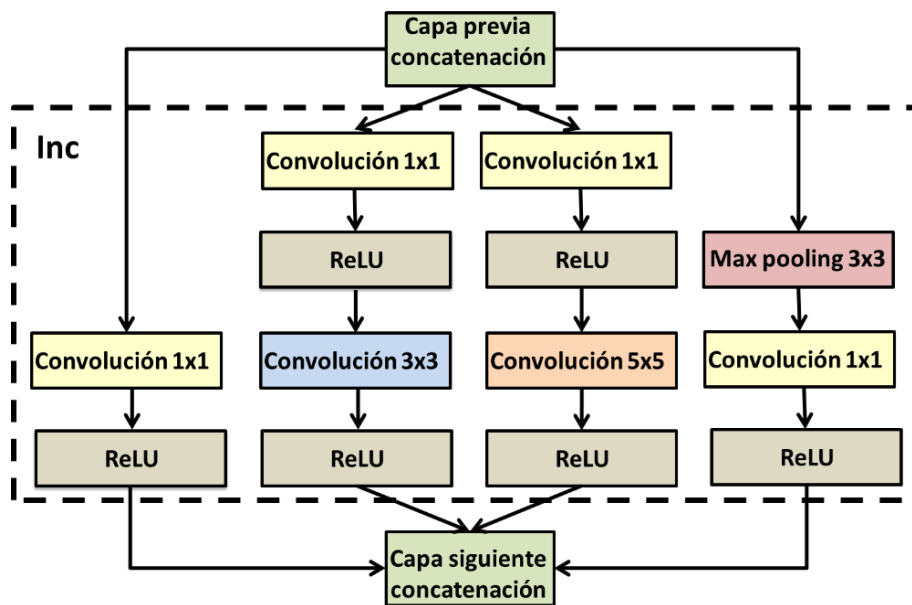 Capa previa
concatenación
Inc
Convolución 1x1
Convolución 1x1
ReLU
ReLU
Max pooling 3x3
Convolución 1x1
Convolución 3x3
Convolución 5x5
Convolución 1x1
ReLU
ReLU
ReLU
ReLU
Capa siguiente
concatenación